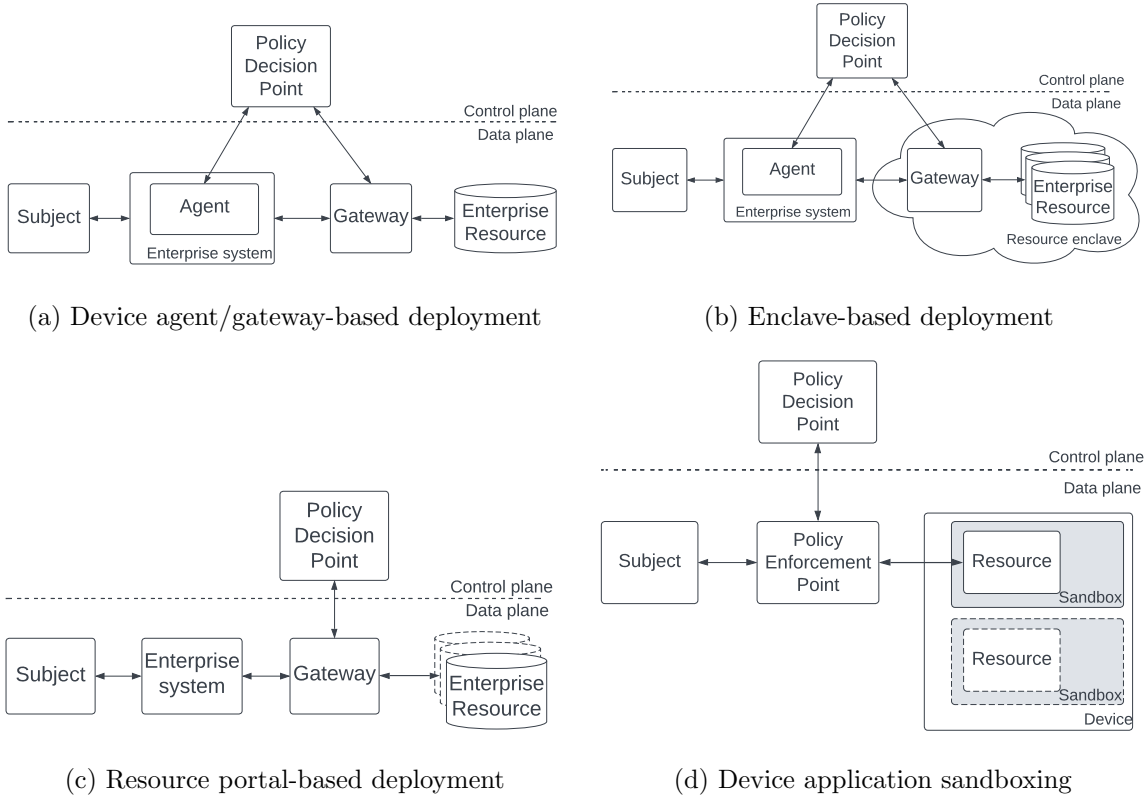 Policy
Decision
Point
Control plane
Data plane
Subject
Agent
Enterprise system
Gateway
Enterprise
Resource
(a) Device agent/gateway-based deployment
Policy
Decision
Point
Control plane
Data plane
Subject
Agent
Enterprise system
Gateway
Enterprise
Resource
Resource enclave
(b) Enclave-based deployment
Policy
Decision
Point
Control plane
Data plane
Subject
Enterprise
system
Gateway
Enterprise
Resource
(c) Resource portal-based deployment
Policy
Decision
Point
Control plane
Data plane
Subject
Policy
Enforcement
Point
Resource
Sandbox
Resource
Sandbox
Device
(d) Device application sandboxing